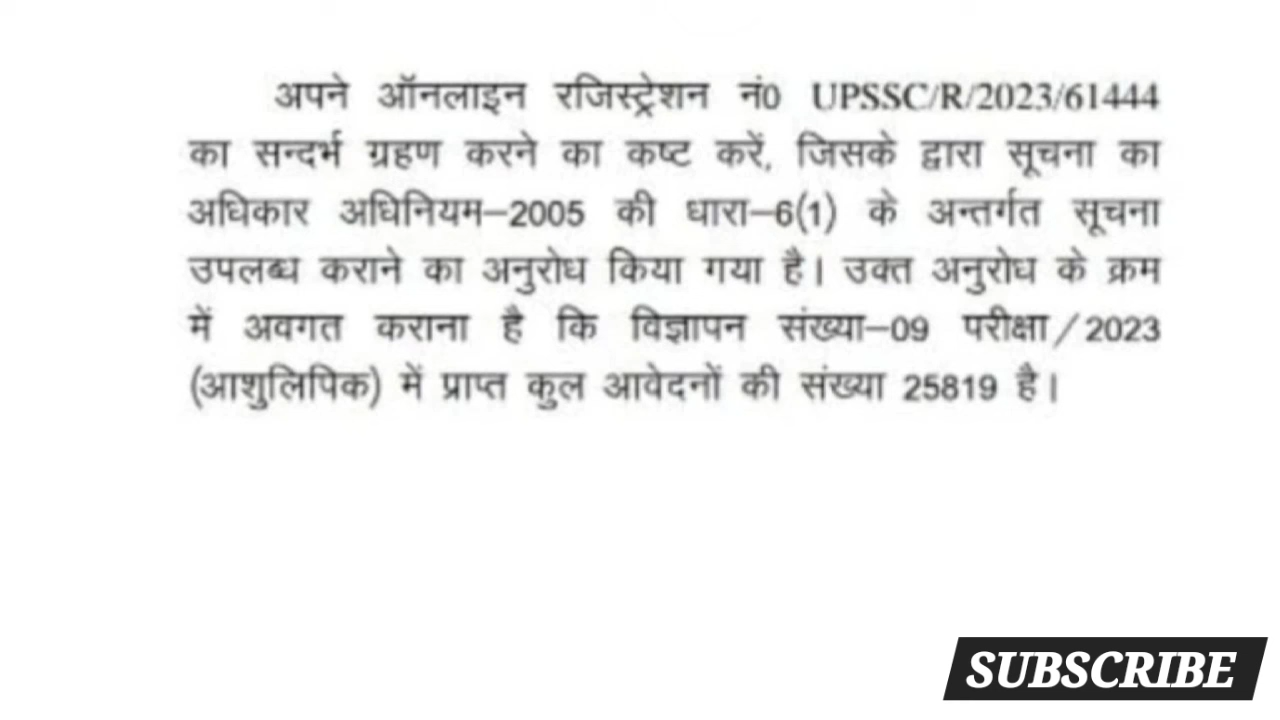 अपने ऑनलाइन रजिस्ट्रेशन नं0 UPSSC/R/2023/61444
का सन्दर्भ ग्रहण करने का कष्ट करें, जिसके द्वारा सूचना का
अधिकार अधिनियम–2005 की धारा–6(1) के अन्तर्गत सूचना
उपलब्ध कराने का अनुरोध किया गया है। उक्त अनुरोध के क्रम
में अवगत कराना है कि विज्ञापन संख्या–09 परीक्षा/2023
(आशुलिपिक) में प्राप्त कुल आवेदनों की संख्या 25819 है।
SUBSCRIBE